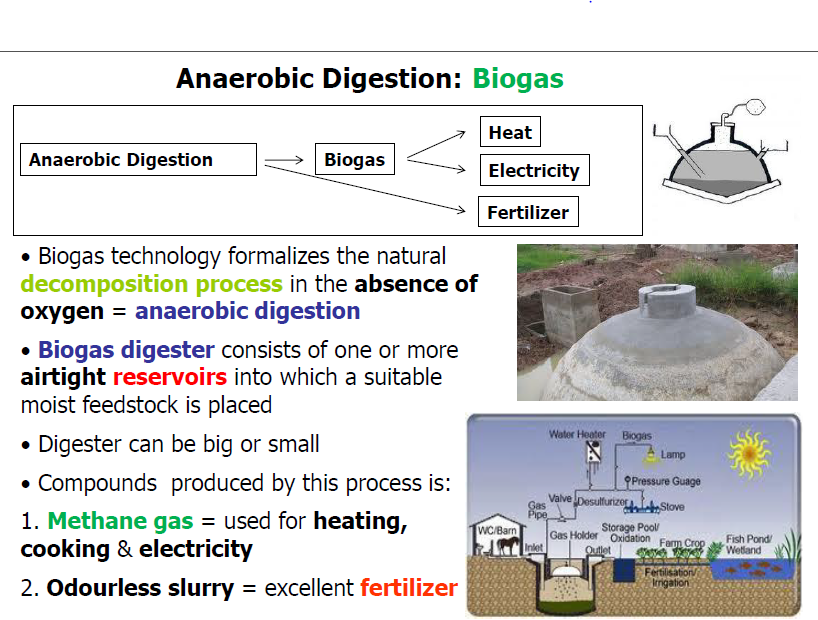 Anaerobic Digestion: Biogas
Anaerobic Digestion
Biogas
Heat
Electricity
Fertilizer
• Biogas technology formalizes the natural
decomposition process in the absence of
oxygen = anaerobic digestion
• Biogas digester consists of one or more
airtight reservoirs into which a suitable
moist feedstock is placed
• Digester can be big or small
• Compounds produced by this process is:
1. Methane gas = used for heating,
cooking & electricity
2. Odourless slurry = excellent fertilizer
Water Heater
Biogas
Lamp
Pressure Guage
Valve
Desulfurizer
Stove
Gas
Pipe
WC/Barn
Inlet
Gas Holder
Outlet
Storage Pool/
Oxidation
Farm Crop
Fish Pond/
Wetland
Fertilisation/
Irrigation